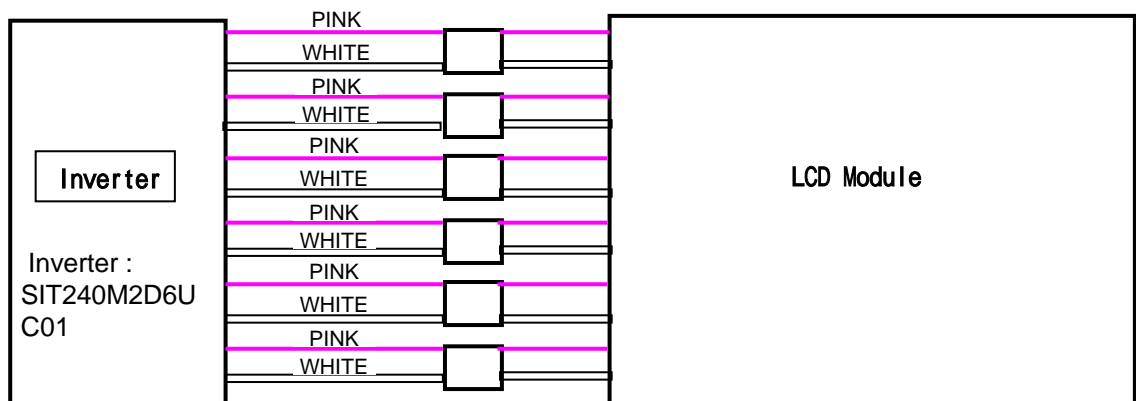 PINK
WHITE
PINK
WHITE
PINK
Inverter
WHITE
LCD Module
PINK
WHITE
Inverter :
SIT240M2D6U
C01
PINK
WHITE
PINK
WHITE